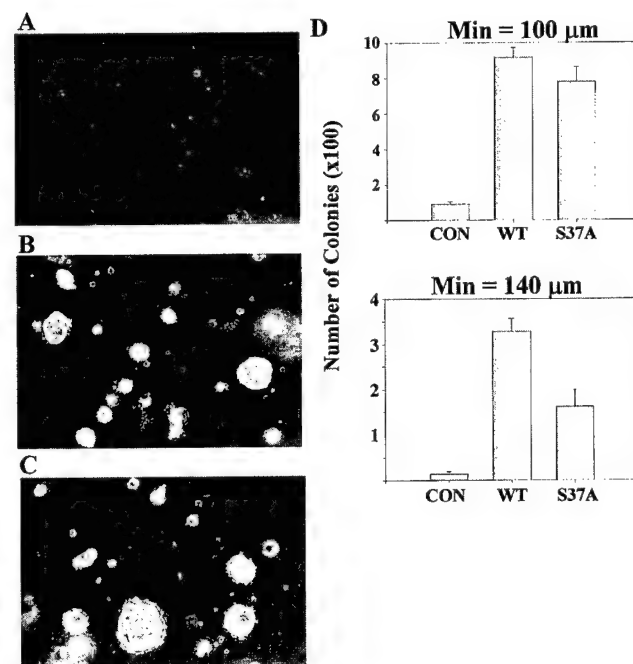 A
B
C
D
Min = 100 µm
Number of Colonies (x100)
10
8
6
4
2
CON WT S37A
Min = 140 µm
4
3
2
1
CON WT S37A